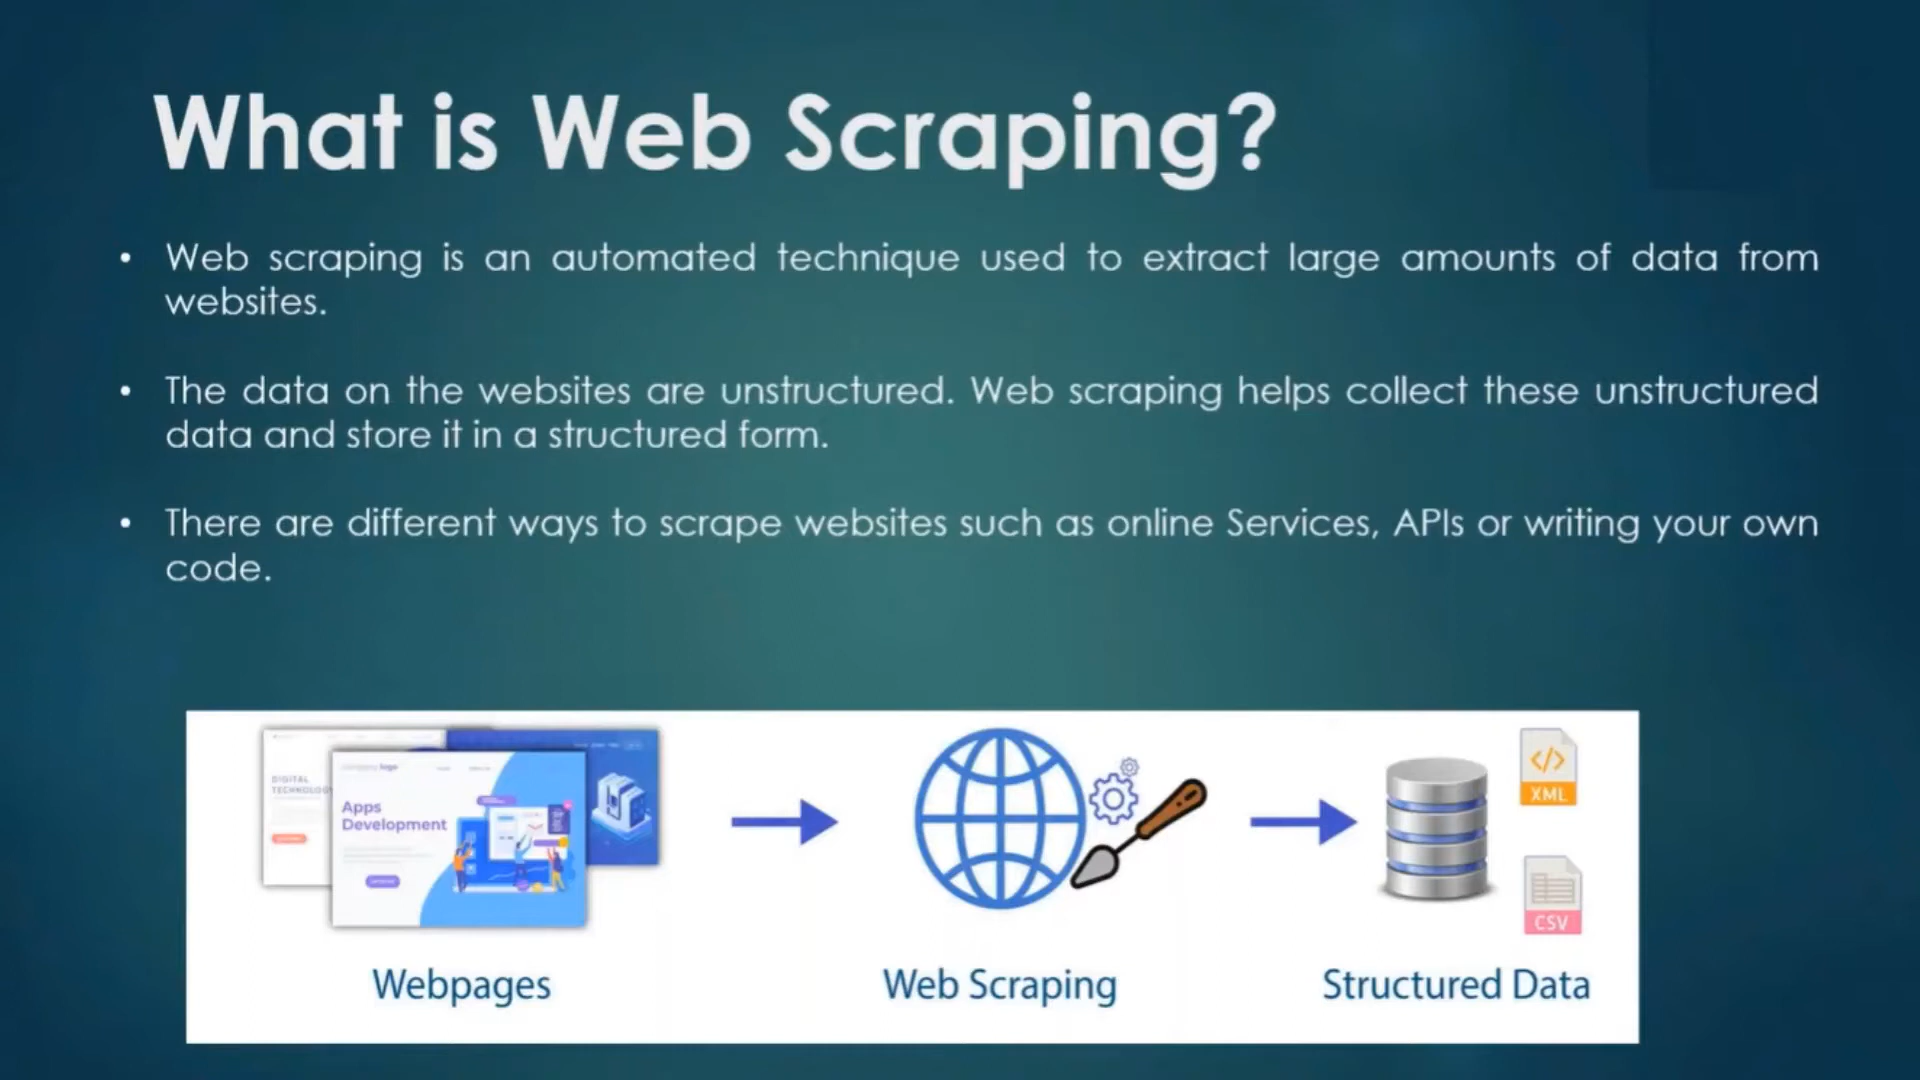 What is Web Scraping?
• Web scraping is an automated technique used to extract large amounts of data from
websites.
• The data on the websites are unstructured. Web scraping helps collect these unstructured
data and store it in a structured form.
• There are different ways to scrape websites such as online Services, APIs or writing your own
code.
DIGITAL
TECHNOLOGY
logo
Apps
Development
XML
CSV
Webpages
Web Scraping
Structured Data